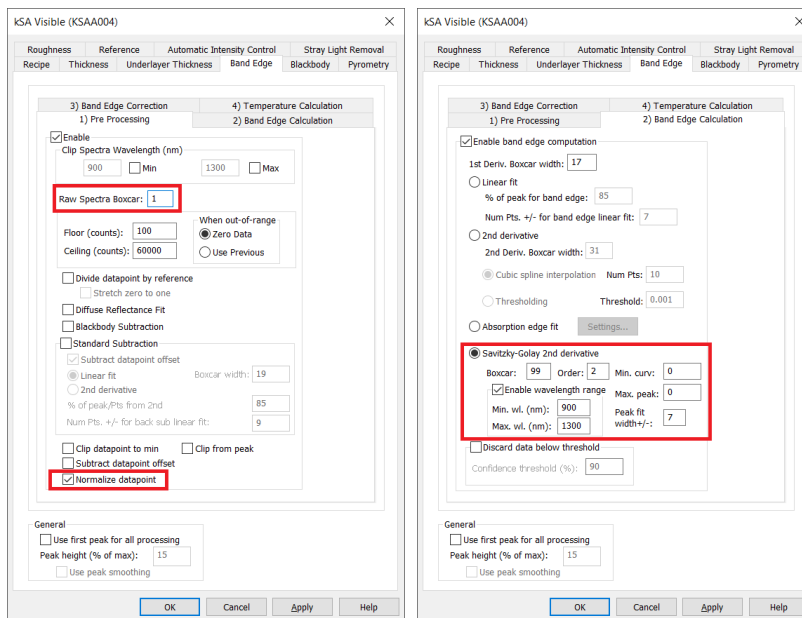 kSA Visible (KSAA004)
Roughness Reference Automatic Intensity Control Stray Light Removal
Recipe Thickness Underlayer Thickness Band Edge Blackbody Pyrometry
3) Band Edge Correction 4) Temperature Calculation
1) Pre Processing 2) Band Edge Calculation
Enable
Clip Spectra Wavelength (nm)
900 Min 1300 Max
Raw Spectra Boxcar: 1
When out-of-range
Floor (counts): 100 Zero Data
Ceiling (counts): 60000 Use Previous
Divide datapoint by reference
Stretch zero to one
Diffuse Reflectance Fit
Blackbody Subtraction
Standard Subtraction
Subtract datapoint offset
Linear fit Boxcar width: 19
2nd derivative
% of peak/Pts from 2nd 85
Num Pts. +/- for back sub linear fit: 9
Clip datapoint to min Clip from peak
Subtract datapoint offset
Normalize datapoint
General
Use first peak for all processing
Peak height (% of max): 15
Use peak smoothing
OK Cancel Apply Help
kSA Visible (KSAA004)
Roughness Reference Automatic Intensity Control Stray Light Removal
Recipe Thickness Underlayer Thickness Band Edge Blackbody Pyrometry
3) Band Edge Correction 4) Temperature Calculation
1) Pre Processing 2) Band Edge Calculation
Enable band edge computation
1st Deriv. Boxcar width: 17
Linear fit
% of peak for band edge: 85
Num Pts. +/- for band edge linear fit: 7
2nd derivative
2nd Deriv. Boxcar width: 31
Cubic spline interpolation Num Pts: 10
Thresholding Threshold: 0.001
Absorption edge fit Settings...
Savitzky-Golay 2nd derivative
Boxcar: 99 Order: 2 Min. curv: 0
Enable wavelength range Max. peak: 0
Min. wl. (nm): 900 Peak fit
Max. wl. (nm): 1300 width+/-: 7
Discard data below threshold
Confidence threshold (%): 90
General
Use first peak for all processing
Peak height (% of max): 15
Use peak smoothing
OK Cancel Apply Help